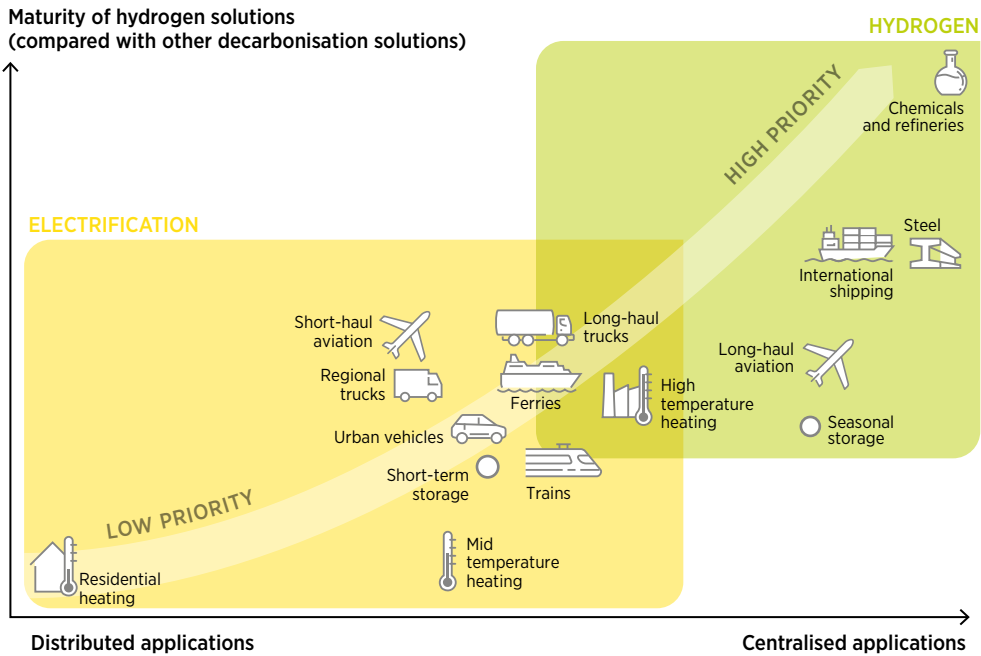 Maturity of hydrogen solutions
(compared with other decarbonisation solutions)
HYDROGEN
HIGH PRIORITY
Chemicals
and refineries
ELECTRIFICATION
Steel
International
shipping
Short-haul
aviation
Long-haul
trucks
Long-haul
aviation
Regional
trucks
Ferries
High
temperature
heating
Urban vehicles
Seasonal
storage
Short-term
storage
Trains
LOW PRIORITY
Mid
temperature
heating
Residential
heating
Distributed applications
Centralised applications